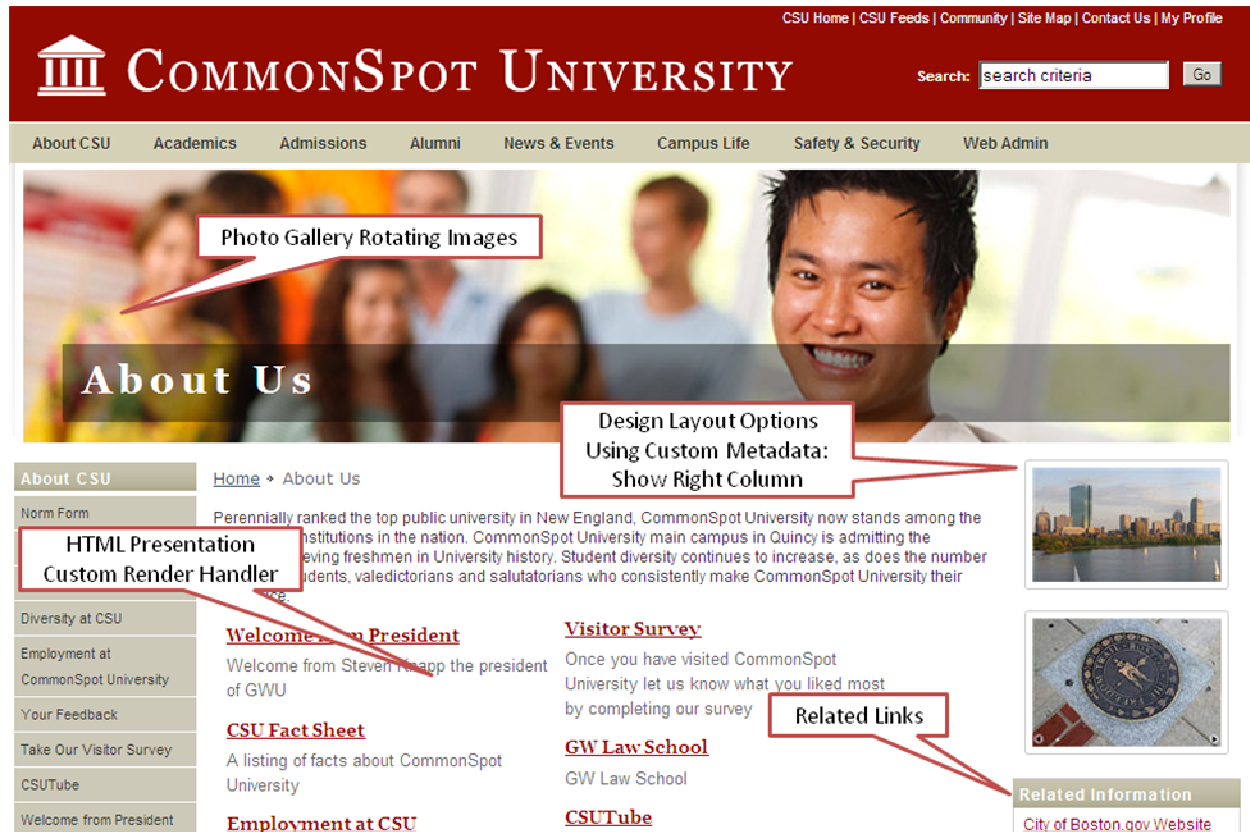 CSU Home | CSU Feeds | Community | Site Map | Contact Us | My Profile
COMMONSPOT UNIVERSITY
Search: search criteria Go
About CSU Academics Admissions Alumni News & Events Campus Life Safety & Security Web Admin
Photo Gallery Rotating Images
About Us
Design Layout Options
Using Custom Metadata:
Show Right Column
About CSU
Norm Form
Diversity at CSU
Employment at
CommonSpot University
Your Feedback
Take Our Visitor Survey
CSUTube
Welcome from President
Home About Us
Perennially ranked the top public university in New England, CommonSpot University now stands among the
institutions in the nation. CommonSpot University main campus in Quincy is admitting the
freshmen in University history. Student diversity continues to increase, as does the number
valedictorians and salutatorians who consistently make CommonSpot University their
HTML Presentation
Custom Render Handler
Welcome from President
Welcome from Steven Knapp the president
of GWU
CSU Fact Sheet
A listing of facts about CommonSpot
University
Employment at CSU
Visitor Survey
Once you have visited CommonSpot
University let us know what you liked most
by completing our survey
GW Law School
GW Law School
CSUTube
Related Links
Related Information
City of Boston.gov Website